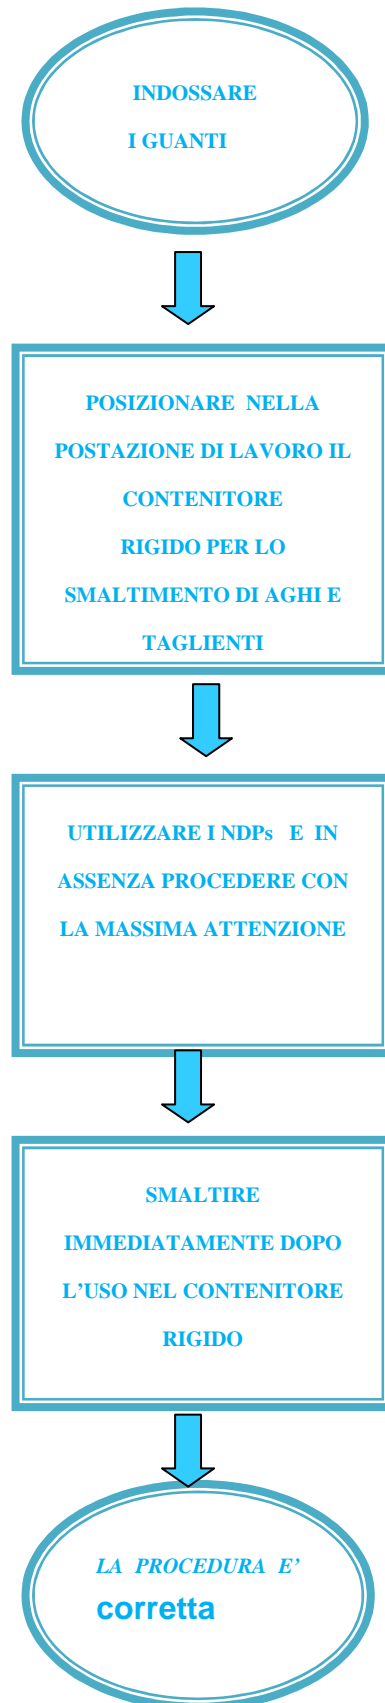 INDOSSARE
I GUANTI
POSIZIONARE NELLA
POSTAZIONE DI LAVORO IL
CONTENITORE
RIGIDO PER LO
SMALTIMENTO DI AGHI E
TAGLIENTI
UTILIZZARE I NDPs E IN
ASSENZA PROCEDERE CON
LA MASSIMA ATTENZIONE
SMALTIRE
IMMEDIATAMENTE DOPO
L’USO NEL CONTENITORE
RIGIDO
LA PROCEDURA E’
corretta